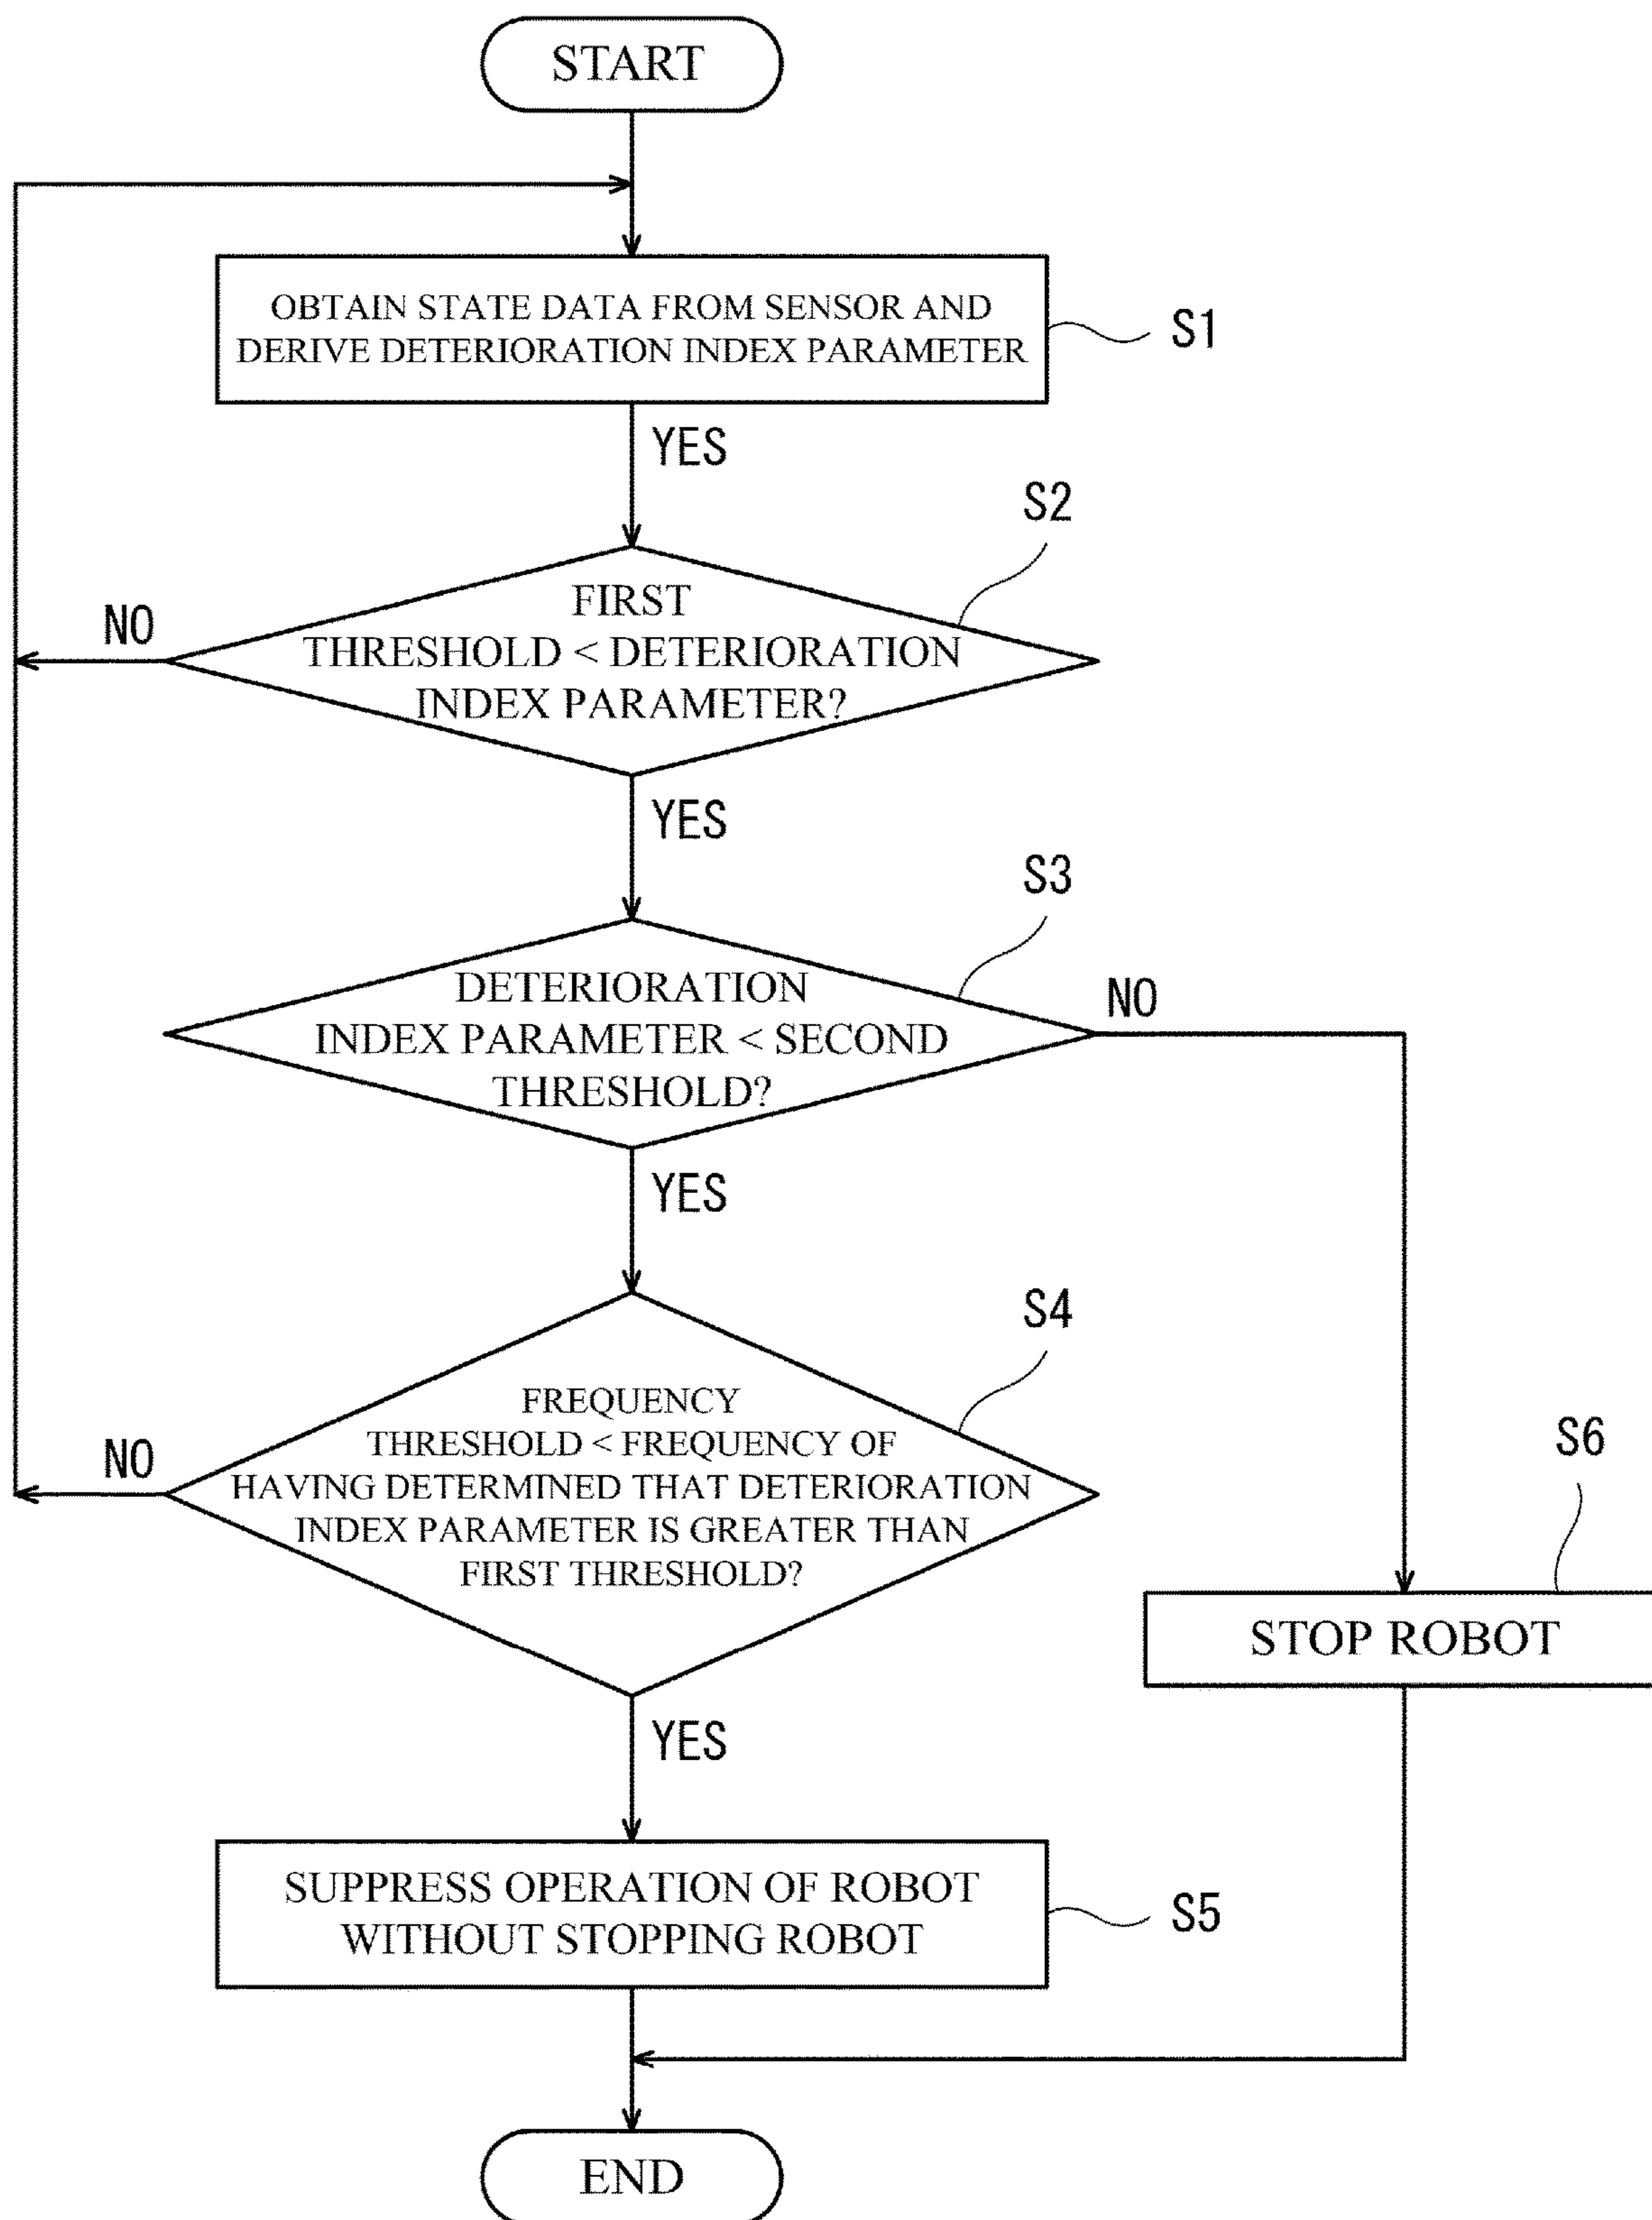 START
OBTAIN STATE DATA FROM SENSOR AND
DERIVE DETERIORATION INDEX PARAMETER
S1
YES
S2
FIRST
THRESHOLD < DETERIORATION
INDEX PARAMETER?
NO
YES
S3
DETERIORATION
INDEX PARAMETER < SECOND
THRESHOLD?
NO
YES
S4
FREQUENCY
THRESHOLD < FREQUENCY OF
HAVING DETERMINED THAT DETERIORATION
INDEX PARAMETER IS GREATER THAN
FIRST THRESHOLD?
NO
S6
STOP ROBOT
YES
SUPPRESS OPERATION OF ROBOT
WITHOUT STOPPING ROBOT
S5
END